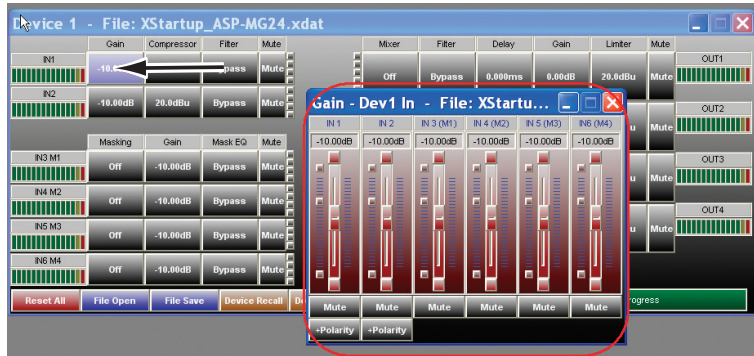 Device 1 - File: XStartup_ASP-MG24.xdat
Gain Compressor Filter Mute Mixer Filter Delay Gain Limiter Mute
IN1 Mute Off Bypass 0.000ms 0.00dB 20.0dBu Mute OUT1
IN2 -10.00dB 20.0dBu Bypass Mute Mute OUT2
Masking Gain Mask EQ Mute
IN3 M1 Off -10.00dB Bypass Mute Mute OUT3
IN4 M2 Off -10.00dB Bypass Mute
IN5 M3 Off -10.00dB Bypass Mute Mute OUT4
IN6 M4 Off -10.00dB Bypass Mute
Reset All File Open File Save Device Recall
Gain - Dev1 In - File: XStartu...
IN 1 IN 2 IN 3 (M1) IN 4 (M2) IN 5 (M3) IN6 (M4)
-10.00dB -10.00dB -10.00dB -10.00dB -10.00dB -10.00dB
Mute Mute Mute Mute Mute Mute
+Polarity +Polarity